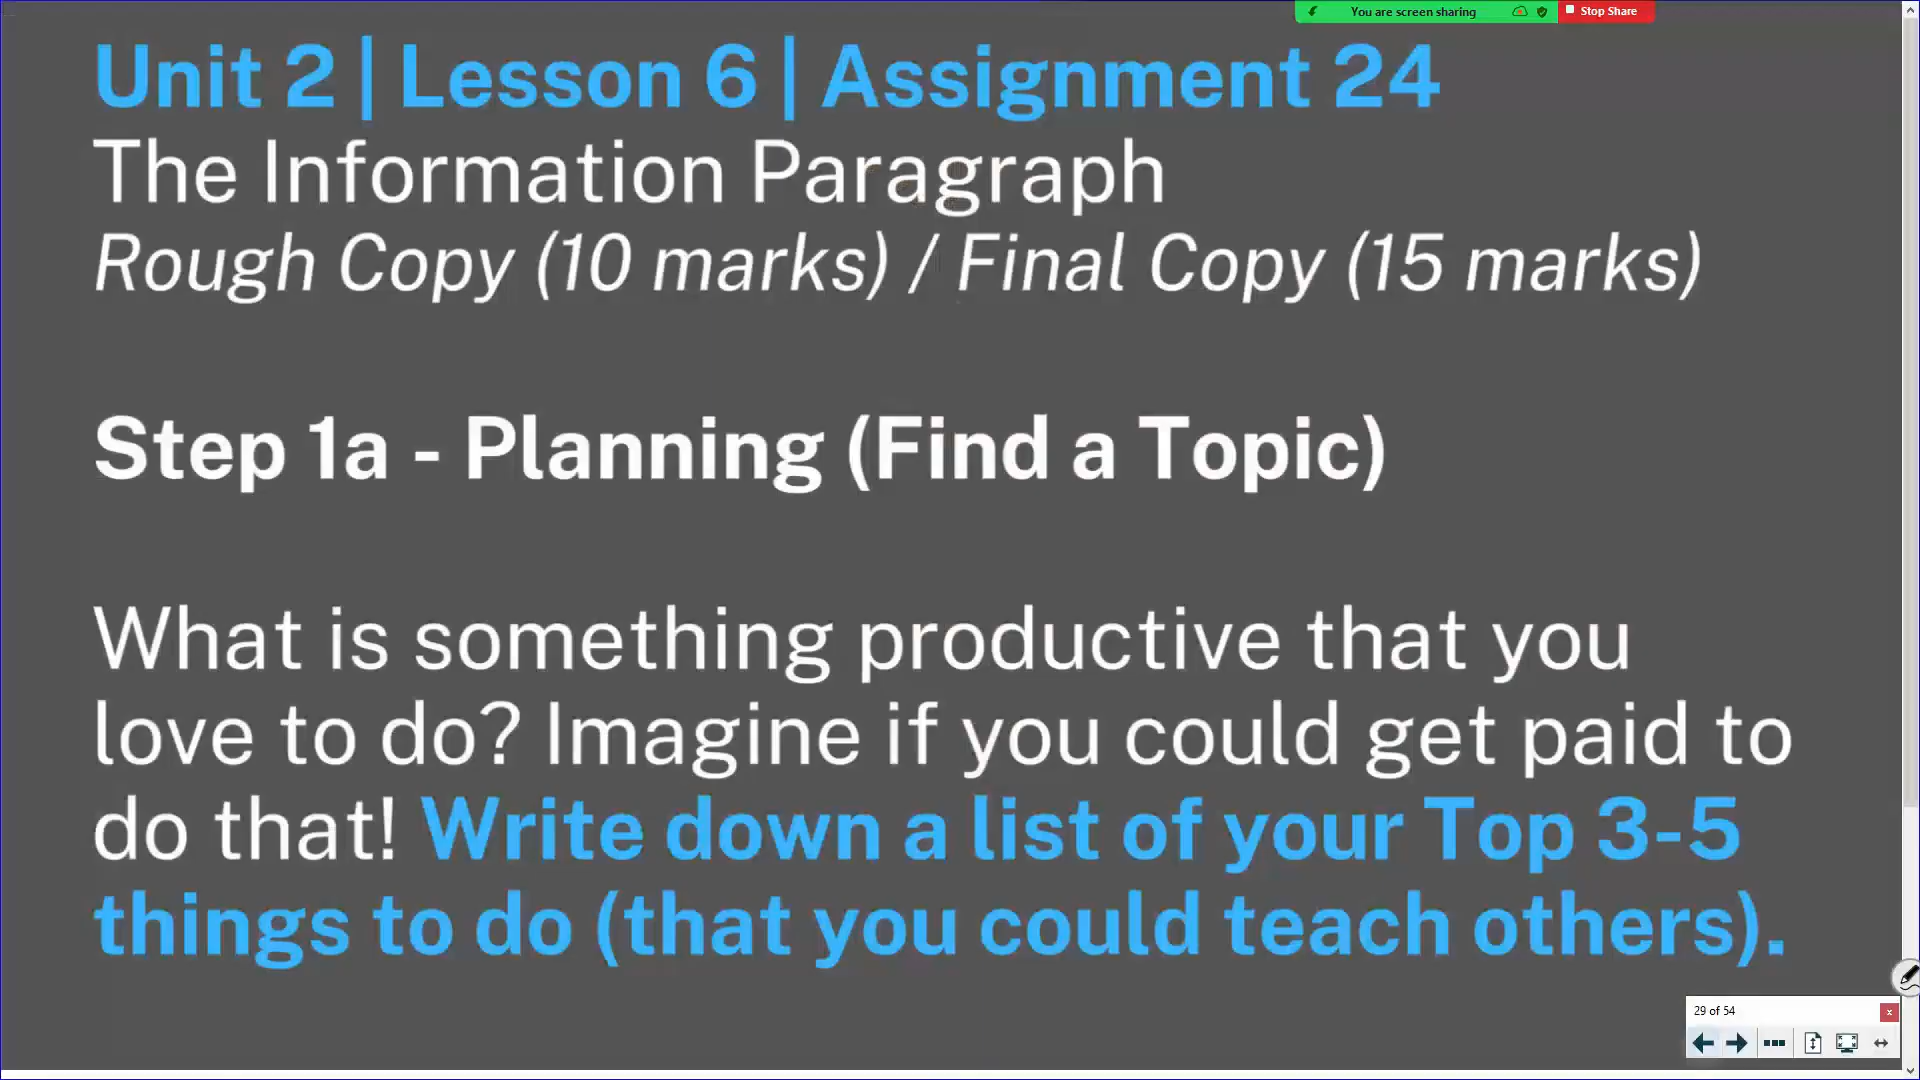 You are screen sharing
Stop Share
Unit 2 | Lesson 6 | Assignment 24
The Information Paragraph
Rough Copy (10 marks) / Final Copy (15 marks)
Step 1a - Planning (Find a Topic)
What is something productive that you
love to do? Imagine if you could get paid to
do that! Write down a list of your Top 3-5
things to do (that you could teach others).
29 of 54